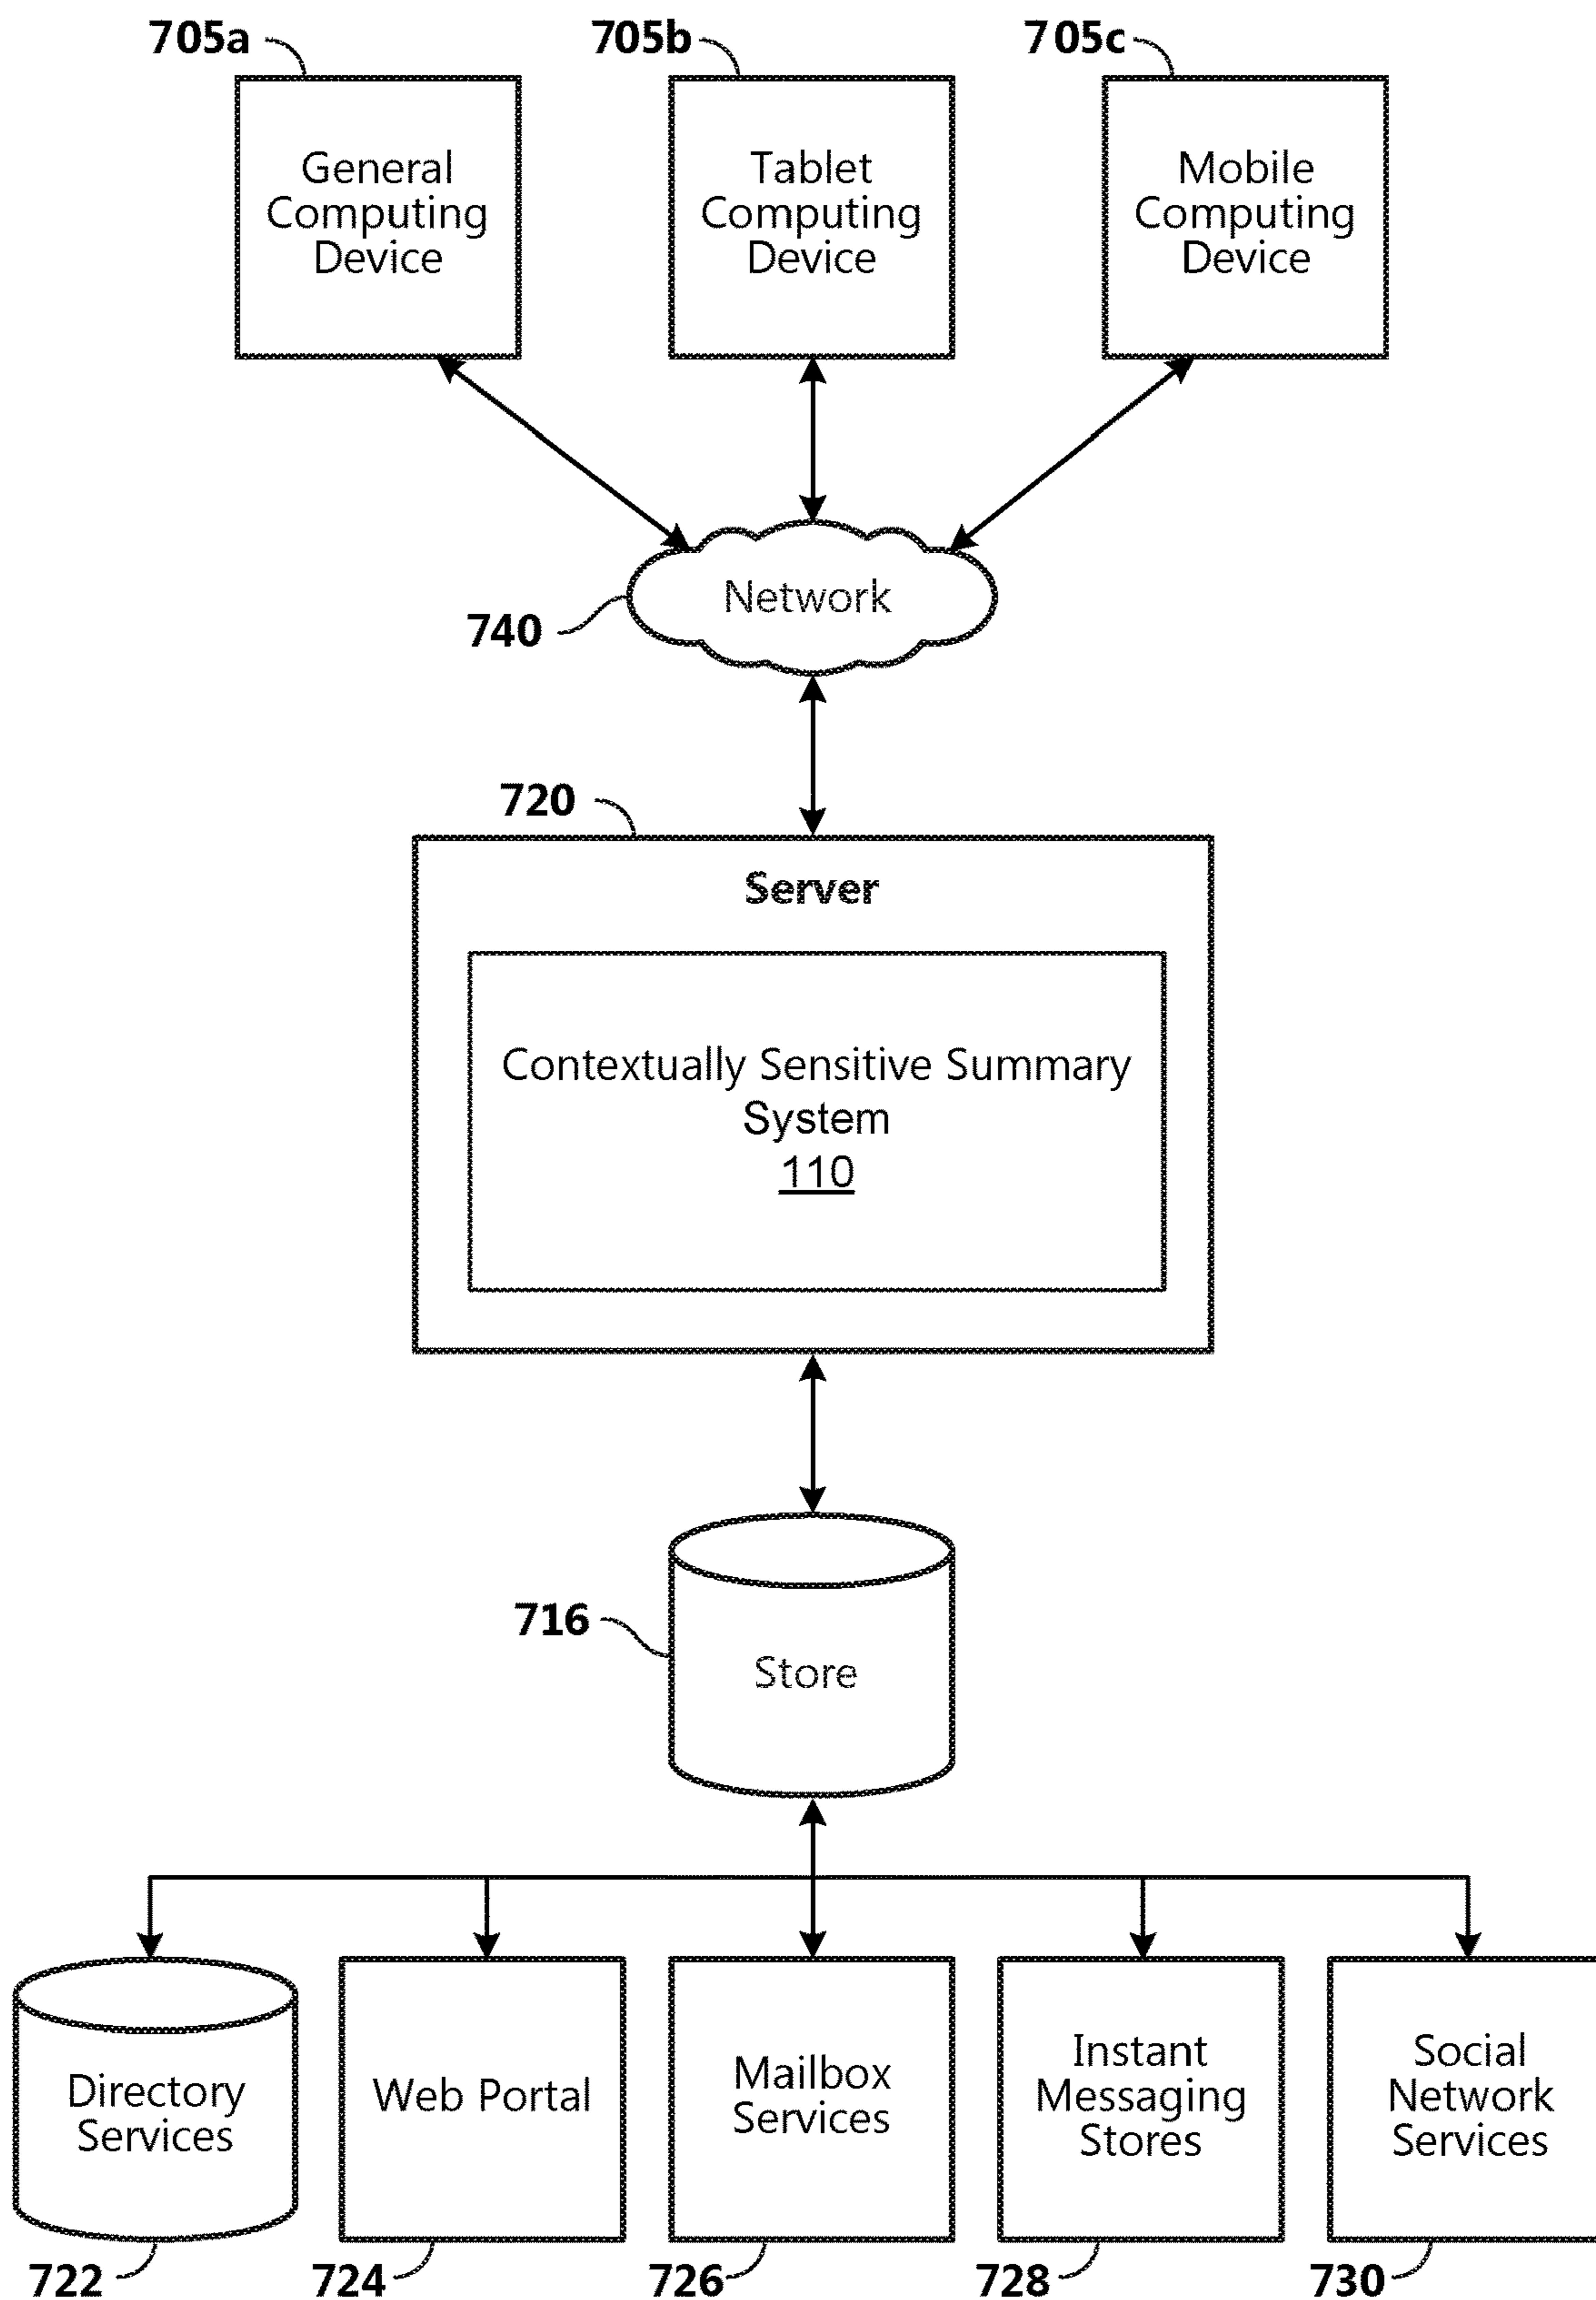 705a
705b
705c
General
Computing
Device
Tablet
Computing
Device
Mobile
Computing
Device
Network
740
720
Server
Contextually Sensitive Summary
System
110
716
Store
Directory
Services
Web Portal
Mailbox
Services
Instant
Messaging
Stores
Social
Network
Services
722
724
726
728
730